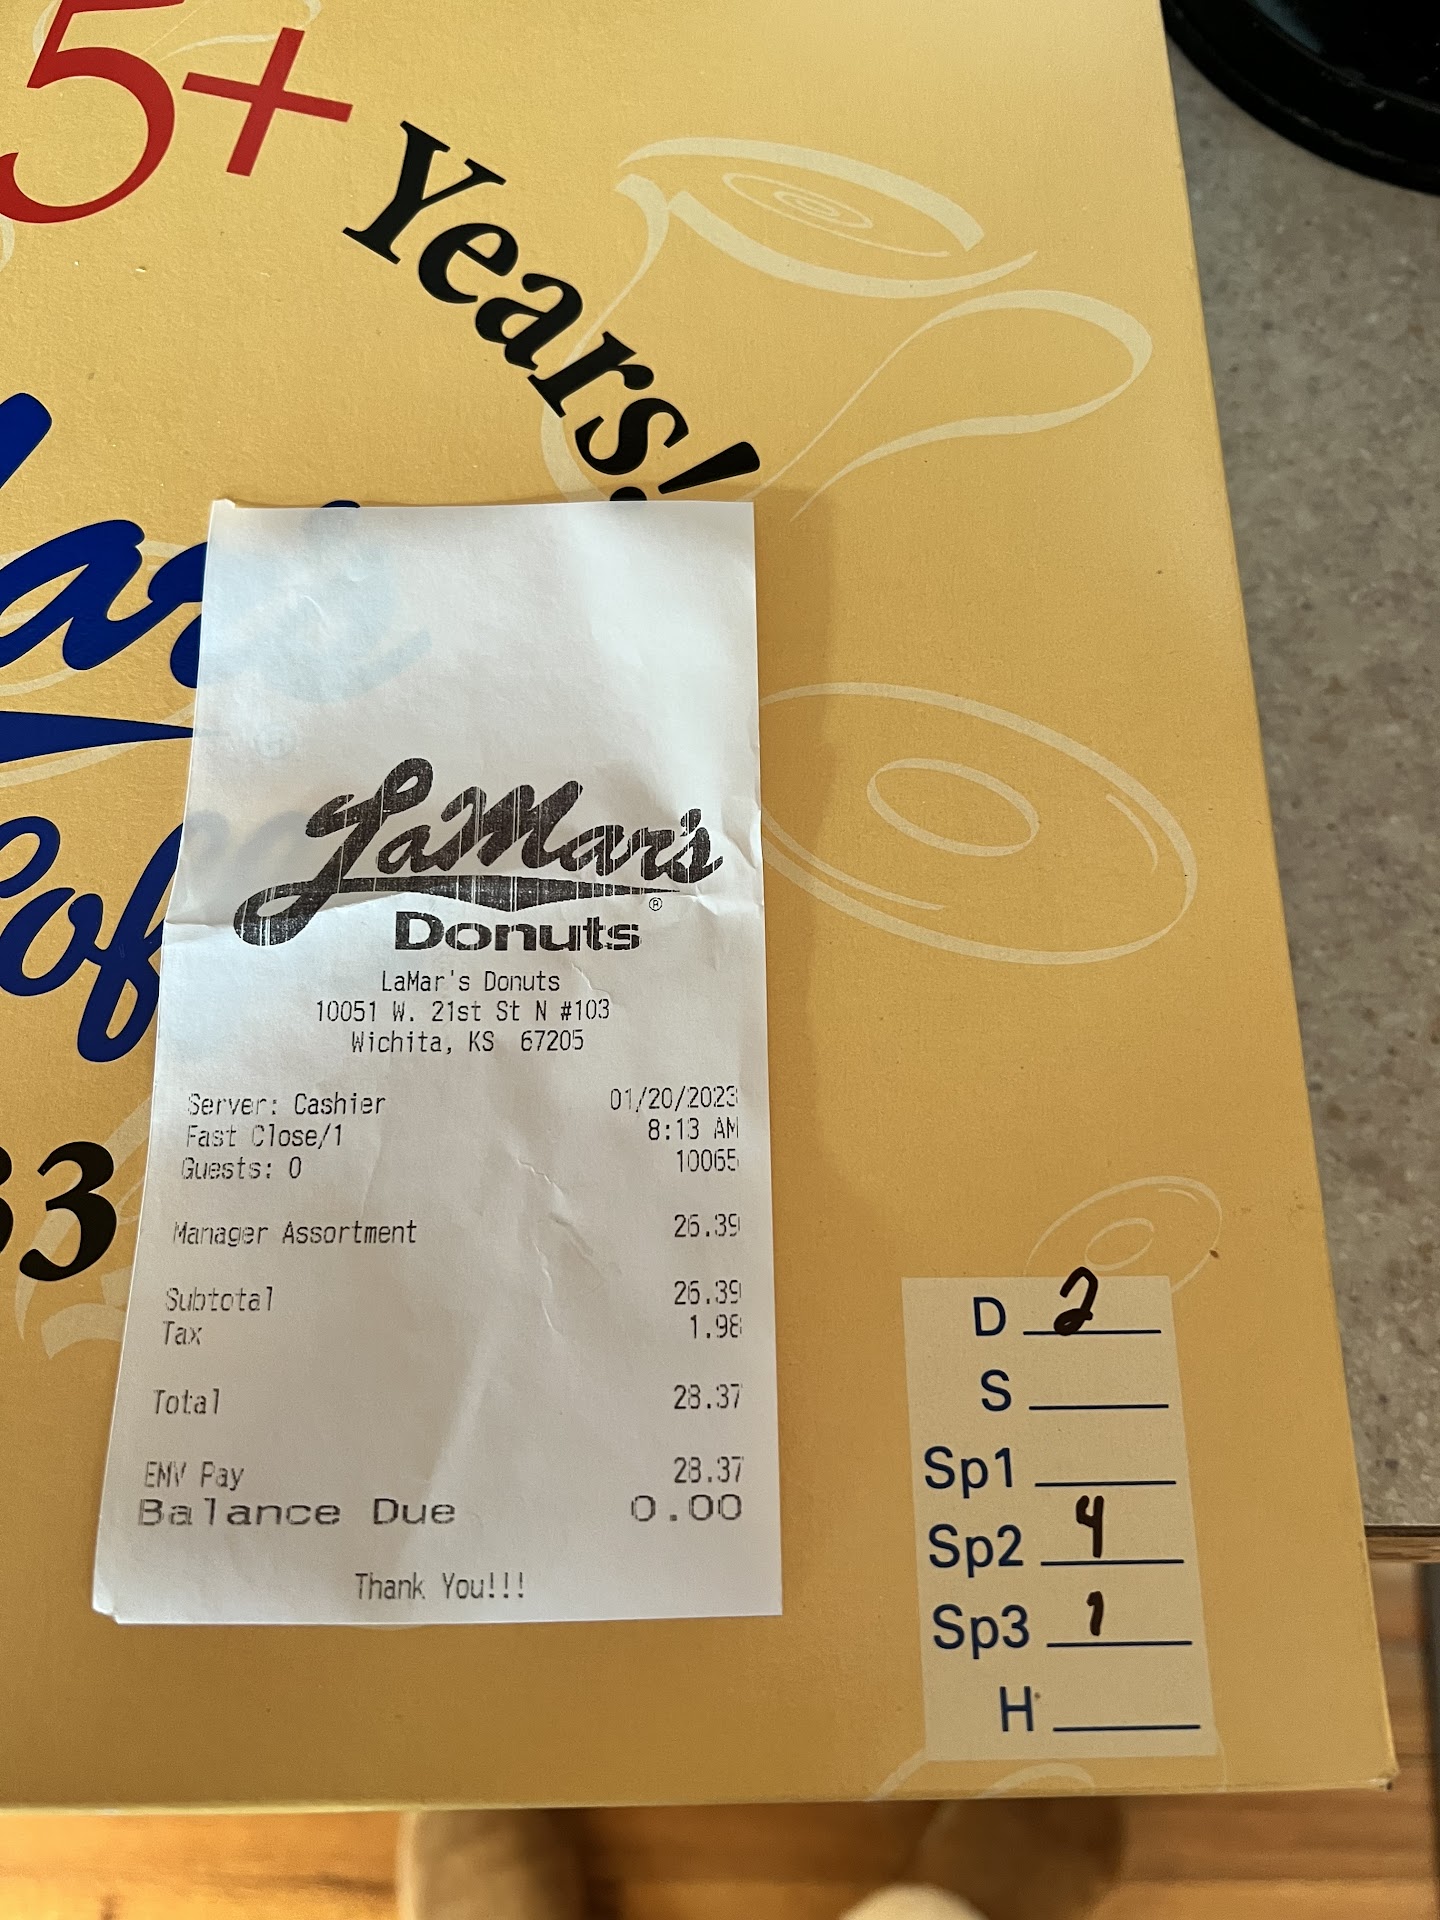 5+ Years!
LaMar's
Donuts
LaMar's Donuts
10051 W. 21st St N #103
Wichita, KS 67205
Server: Cashier 01/20/2023
Fast Close/1 8:13 AM
Guests: 0 10065
Manager Assortment 26.39
Subtotal 26.39
Tax 1.98
Total 28.37
EMV Pay 28.37
Balance Due 0.00
Thank You!!!
33
D 2
S
Sp1
Sp2 4
Sp3 1
H